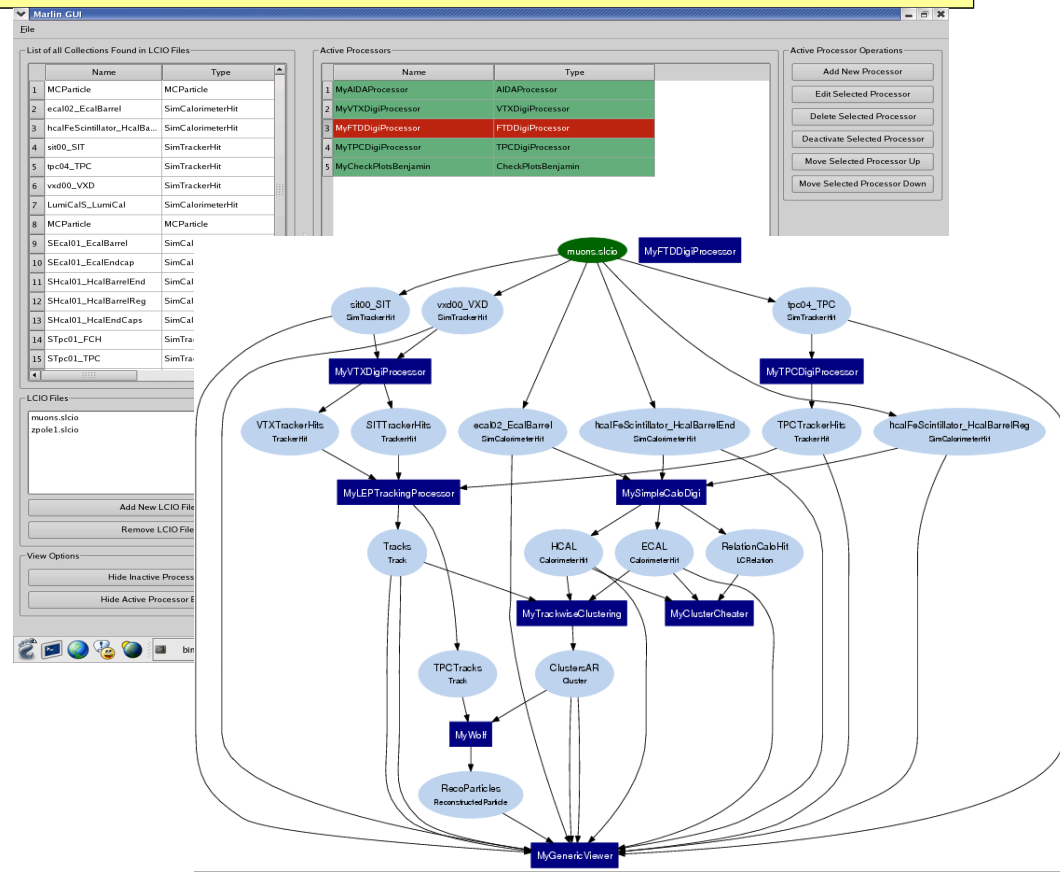 Marlin GUI
File
List of all Collections Found in LCIO Files
Name Type
1 MCParticle MCParticle
2 ecal02_EcalBarrel SimCalorimeterHit
3 hcalFeScintillator_HcalBa... SimCalorimeterHit
4 sit00_SIT SimTrackerHit
5 tpc04_TPC SimTrackerHit
6 vxd00_VXD SimTrackerHit
7 LumiCalS_LumiCal SimCalorimeterHit
8 MCParticle MCParticle
9 SEcal01_EcalBarrel SimCal
10 SEcal01_EcalEndcap SimCal
11 SHcal01_HcalBarrelEnd SimCal
12 SHcal01_HcalBarrelReg SimCal
13 SHcal01_HcalEndCaps SimCal
14 STpc01_FCH SimTra
15 STpc01_TPC SimTra
LCIO Files
muons.slcio
zpole1.slcio
Add New LCIO File
Remove LCIO File
View Options
Hide Inactive Process
Hide Active Processor E
bin
Active Processors
Name Type
1 MyAIDAProcessor AIDAProcessor
2 MyVTXDigiProcessor VTXDigiProcessor
3 MyFTDDigiProcessor FTDDigiProcessor
4 MyTPCDigiProcessor TPCDigiProcessor
5 MyCheckPlotsBenjamin CheckPlotsBenjamin
Active Processor Operations
Add New Processor
Edit Selected Processor
Delete Selected Processor
Deactivate Selected Processor
Move Selected Processor Up
Move Selected Processor Down
muons.slcio
MyFTDDigiProcessor
sit00_SIT
SimTrackerHit
vxd00_VXD
SimTrackerHit
tpc04_TPC
SimTrackerHit
MyVTXDigiProcessor
MyTPCDigiProcessor
VTXTrackerHits
TrackerHit
SITTrackerHits
TrackerHit
ecal02_EcalBarrel
SimCalorimeterHit
hcalFeScintillator_HcalBarrelEnd
SimCalorimeterHit
TPCTrackerHits
TrackerHit
hcalFeScintillator_HcalBarrelReg
SimCalorimeterHit
MyLEPTrackingProcessor
MySimpleCaloDigi
Tracks
Track
HCAL
CalorimeterHit
ECAL
CalorimeterHit
RelationCaloHit
LCRelation
MyTrackwiseClustering
MyClusterCheater
TPCTracks
Track
ClustersAR
Cluster
MyWolf
RecoParticles
ReconstructedParticle
MyGenericViewer